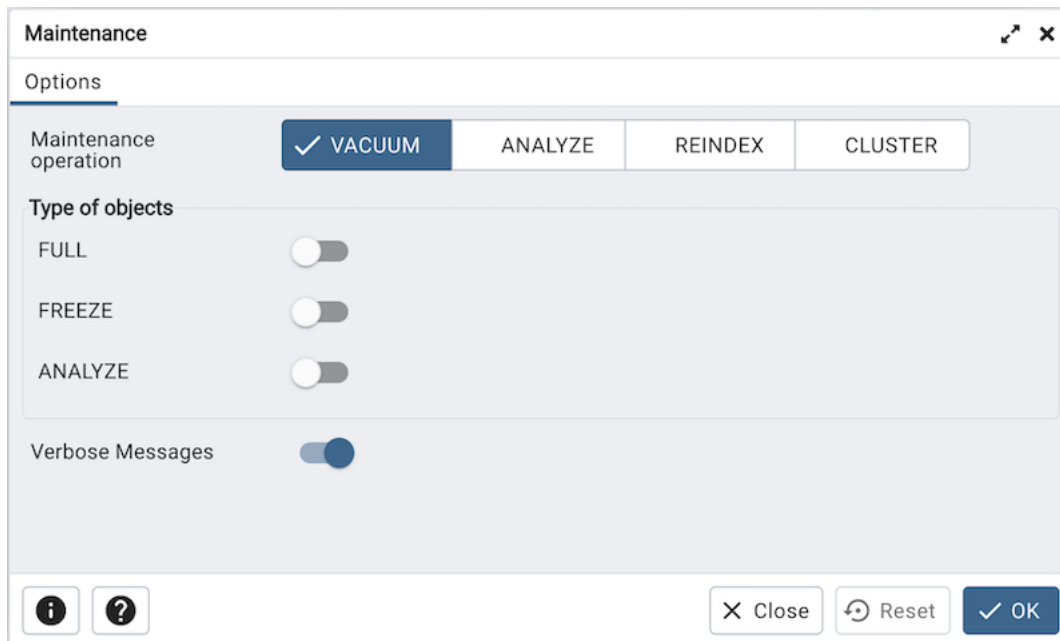 Maintenance
Options
Maintenance
operation
VACUUM
ANALYZE
REINDEX
CLUSTER
Type of objects
FULL
FREEZE
ANALYZE
Verbose Messages
Close
Reset
OK